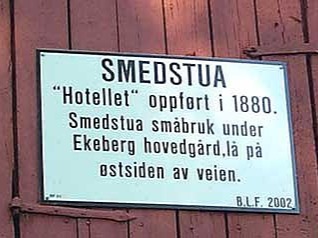 SMEDSTUA
"Hotellet" oppført i 1880.
Smedstua småbruk under
Ekeberg hovedgård,lå på
østsiden av veien.
B.L.F. 2002